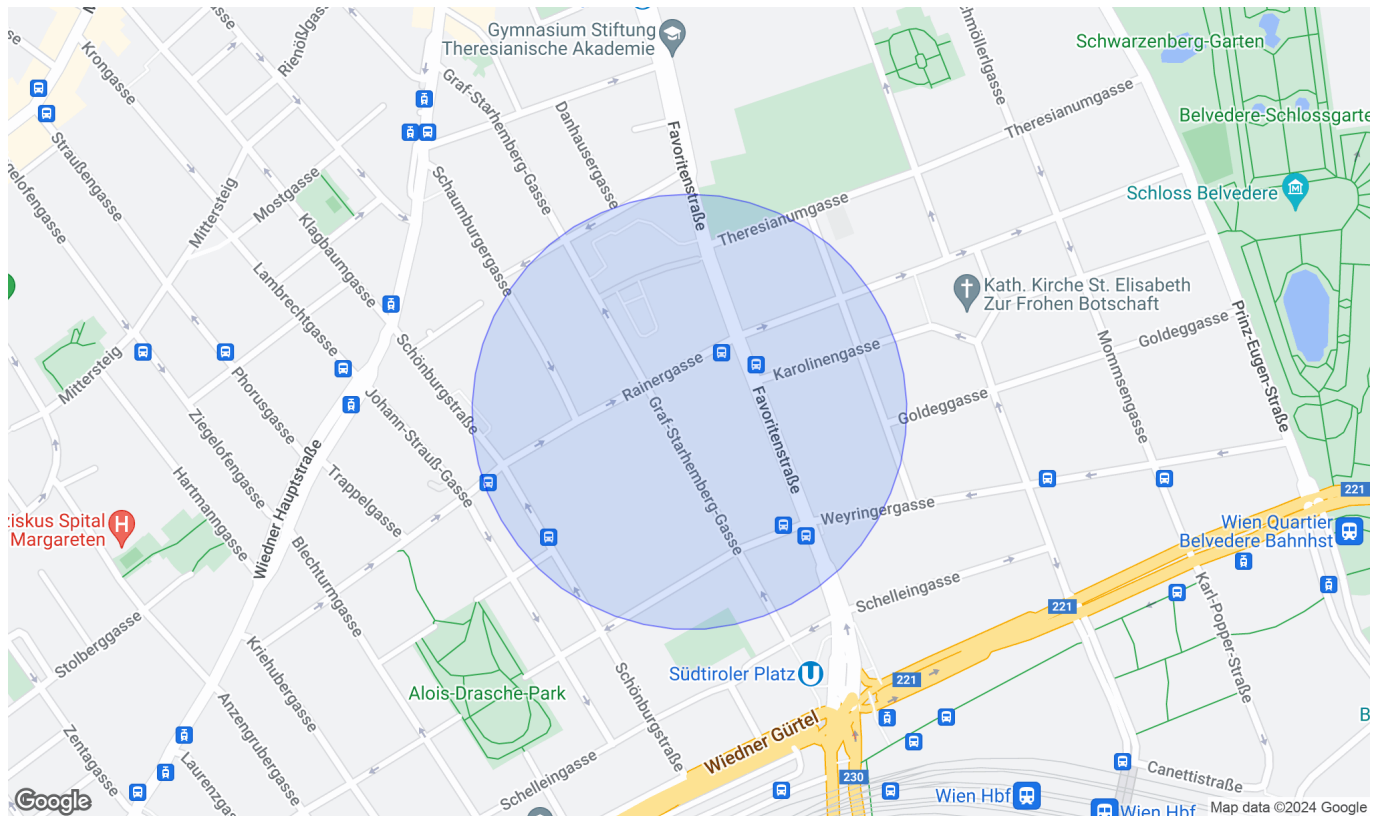 Gymnasium Stiftung
Theresianische Akademie
Schwarzenberg-Garten
Krongasse
Rienößlgasse
Graf-Starhemberg-Gasse
Danhausergasse
Favoritenstraße
Schmöllerlgasse
Theresianumgasse
Belvedere-Schlossgarte
Straußengasse
Ziegelofengasse
Mittersteig
Mostgasse
Schaumburgergasse
Klagbaumgasse
Theresianumgasse
Schloss Belvedere
Lambrechtgasse
Kath. Kirche St. Elisabeth
Zur Frohen Botschaft
Prinz-Eugen-Straße
Goldeggasse
Mommsengasse
Mittersteig
Phorusgasse
Schönburgstraße
Rainergasse
Karolinengasse
Johann-Strauß-Gasse
Graf-Starhemberg-Gasse
Favoritenstraße
Goldeggasse
Ziegelofengasse
Wiedner Hauptstraße
Trappelgasse
Hartmanngasse
Weyringergasse
221
ziskus Spital
Margareten
Wien Quartier
Belvedere Bahnhst
Blechturmgasse
Schelleingasse
Karl-Popper-Straße
221
Stolberggasse
Kriehubergasse
Südtiroler Platz
221
Alois-Drasche-Park
Schönburgstraße
Anzengrubergasse
Wiedner Gürtel
B
Zentagasse
Laurenzga
Schelleingasse
230
Canettistraße
Wien Hbf
Wien Hbf
Google
Map data ©2024 Google